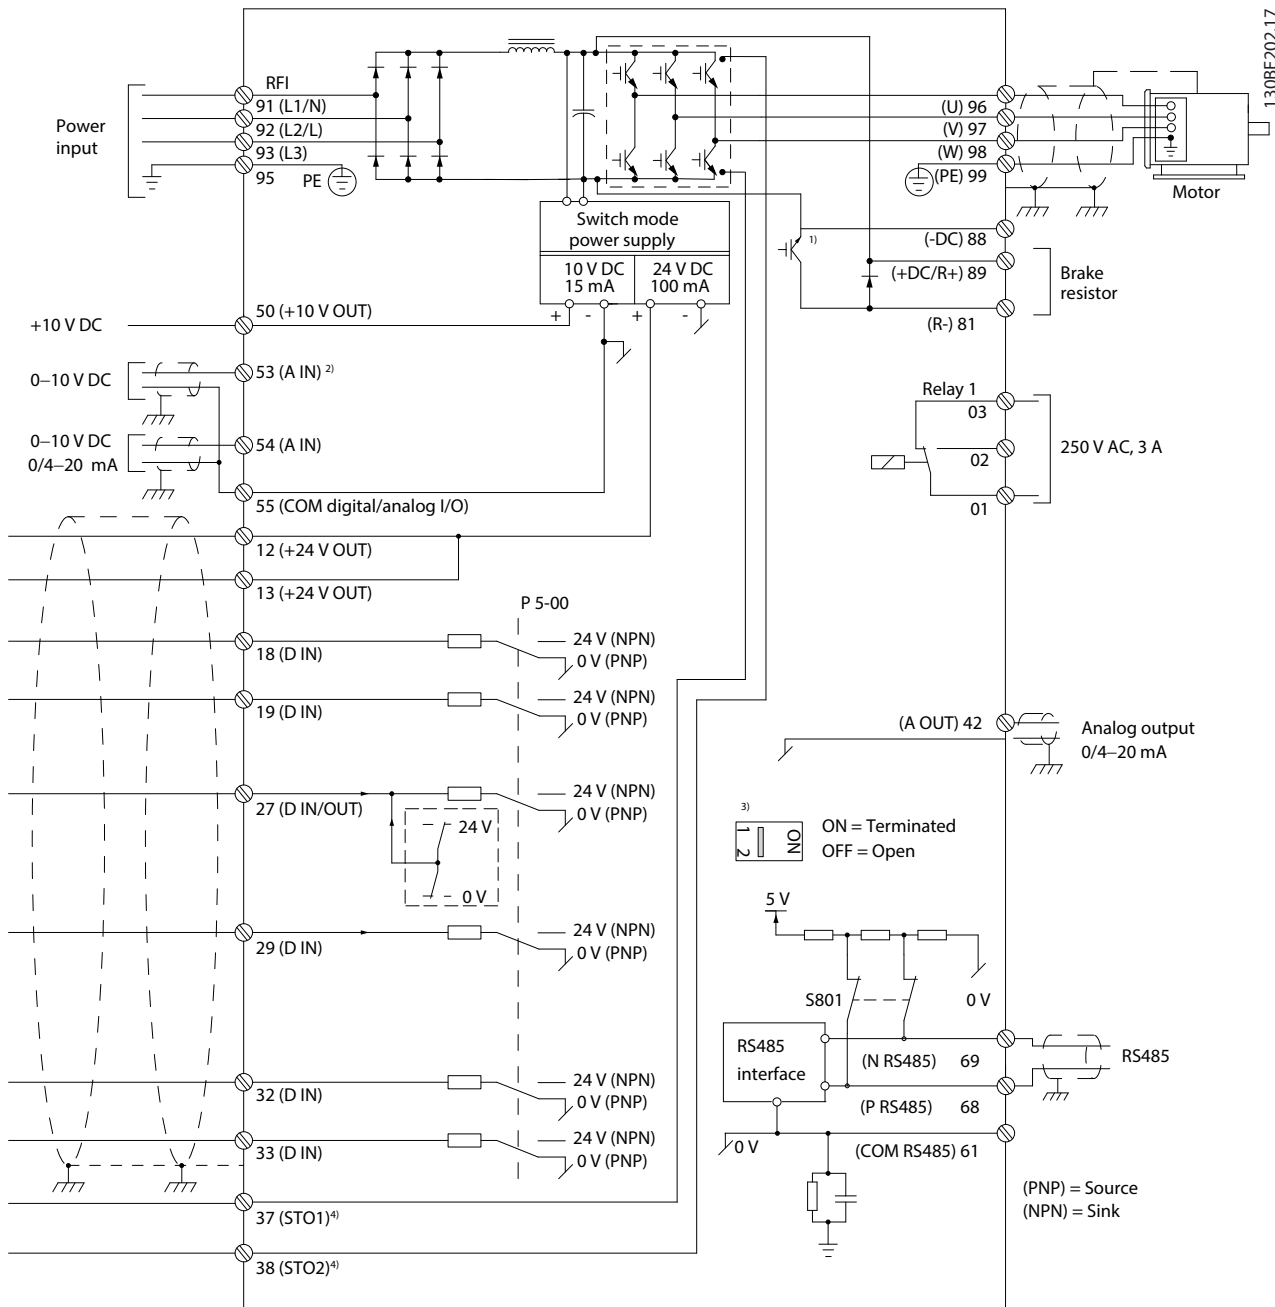 130BE202.17
Power
input
RFI
91 (L1/N)
92 (L2/L)
93 (L3)
95
PE
(U) 96
(V) 97
(W) 98
(PE) 99
Motor
Switch mode
power supply
10 V DC
15 mA
24 V DC
100 mA
+
-
+
-
1)
(-DC) 88
(+DC/R+) 89
(R-) 81
Brake
resistor
+10 V DC
50 (+10 V OUT)
0–10 V DC
53 (A IN) 2)
0–10 V DC
0/4–20 mA
54 (A IN)
55 (COM digital/analog I/O)
12 (+24 V OUT)
13 (+24 V OUT)
Relay 1
03
02
01
250 V AC, 3 A
P 5-00
18 (D IN)
24 V (NPN)
0 V (PNP)
19 (D IN)
24 V (NPN)
0 V (PNP)
27 (D IN/OUT)
24 V (NPN)
0 V (PNP)
24 V
0 V
29 (D IN)
24 V (NPN)
0 V (PNP)
32 (D IN)
24 V (NPN)
0 V (PNP)
33 (D IN)
24 V (NPN)
0 V (PNP)
37 (STO1)4)
38 (STO2)4)
(A OUT) 42
Analog output
0/4–20 mA
3)
1 2
ON
ON = Terminated
OFF = Open
5 V
S801
0 V
RS485
interface
(N RS485) 69
(P RS485) 68
RS485
0 V
(COM RS485) 61
(PNP) = Source
(NPN) = Sink